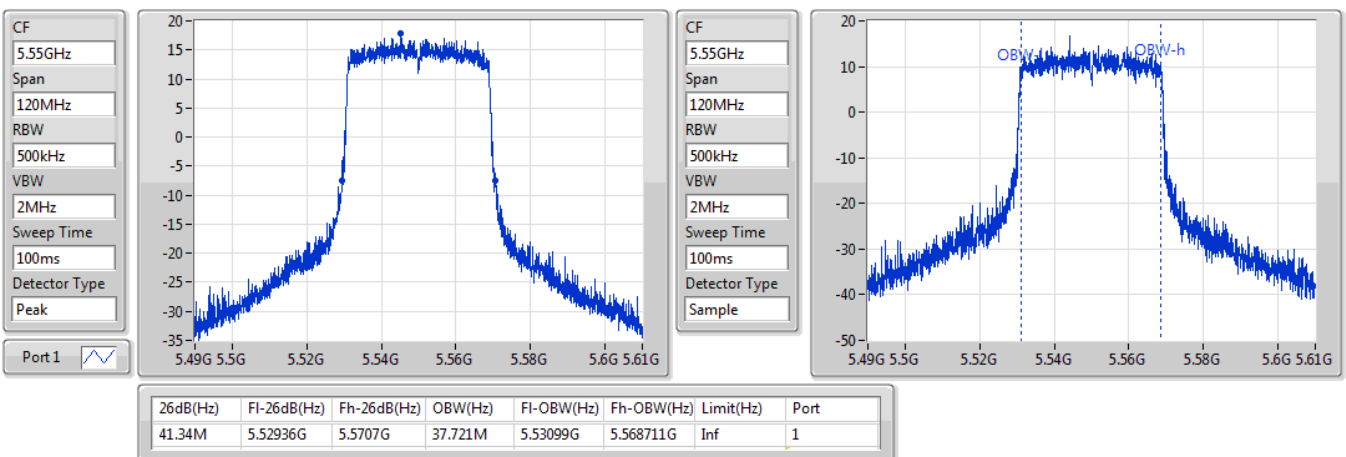 CF
5.55GHz
Span
120MHz
RBW
500kHz
VBW
2MHz
Sweep Time
100ms
Detector Type
Peak
Port 1
20
15
10
5
0
-5
-10
-15
-20
-25
-30
-35
5.49G 5.5G 5.52G 5.54G 5.56G 5.58G 5.6G 5.61G
CF
5.55GHz
Span
120MHz
RBW
500kHz
VBW
2MHz
Sweep Time
100ms
Detector Type
Sample
20
10
0
-10
-20
-30
-40
-50
OBW-h
5.49G 5.5G 5.52G 5.54G 5.56G 5.58G 5.6G 5.61G
26dB(Hz) Fl-26dB(Hz) Fh-26dB(Hz) OBW(Hz) Fl-OBW(Hz) Fh-OBW(Hz) Limit(Hz) Port
41.34M 5.52936G 5.5707G 37.721M 5.53099G 5.568711G Inf 1